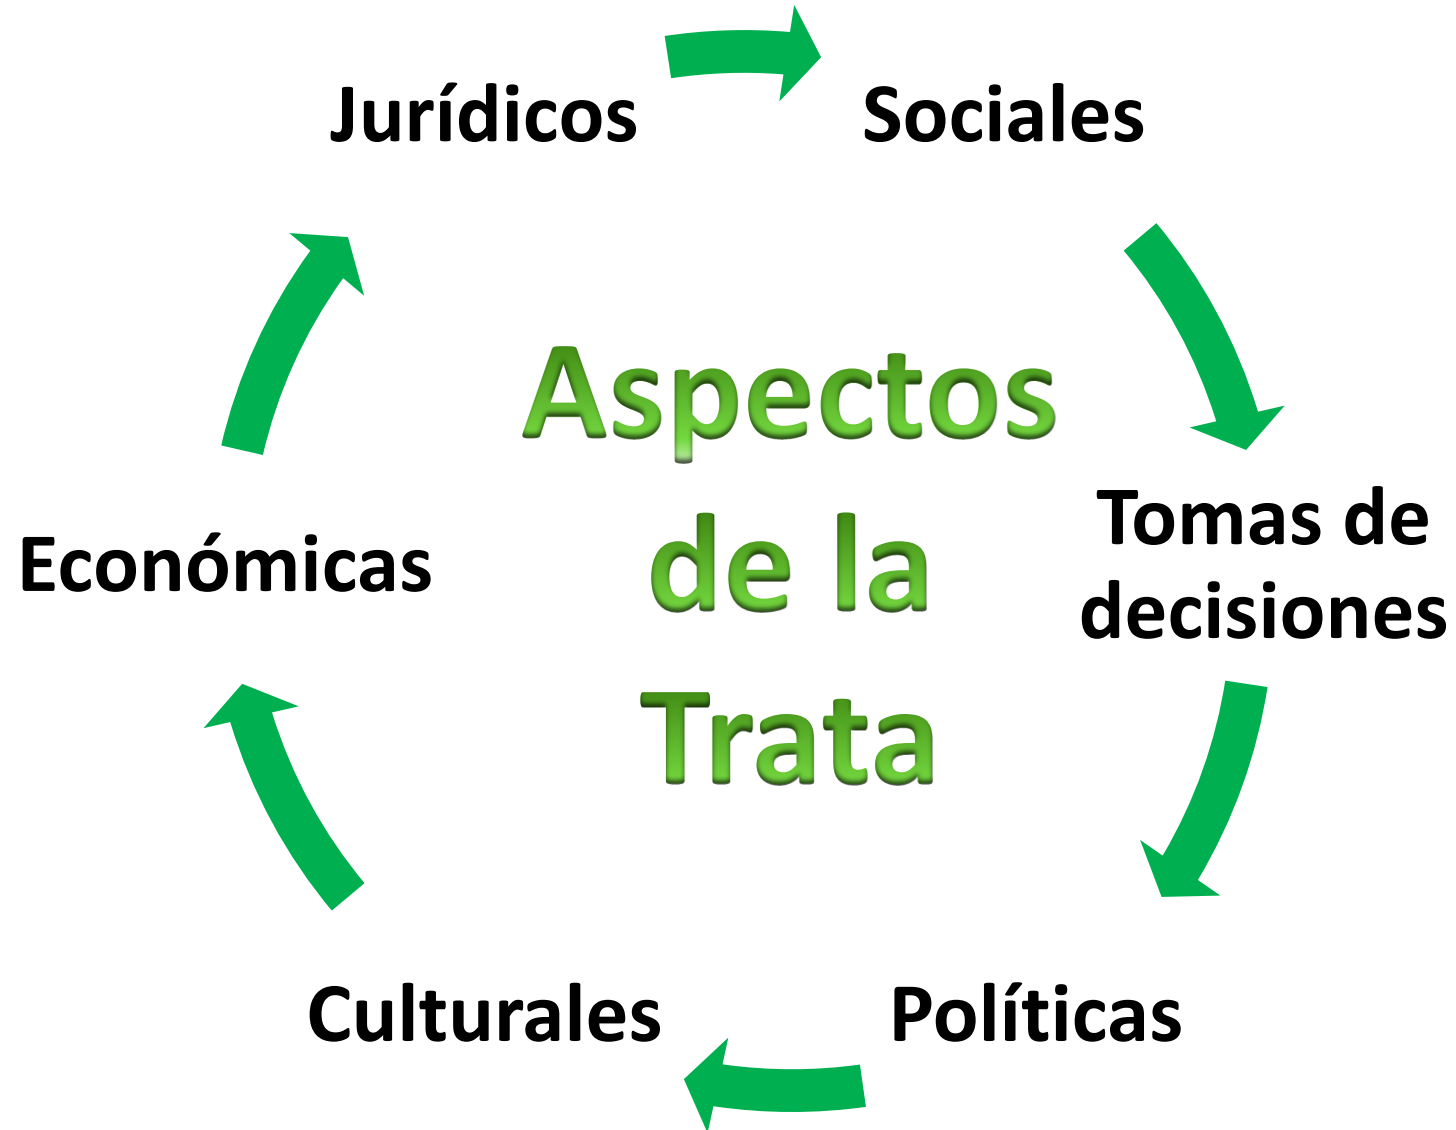 Jurídicos
Sociales
Aspectos
de la
Trata
Tomas de
decisiones
Políticas
Culturales
Económicas